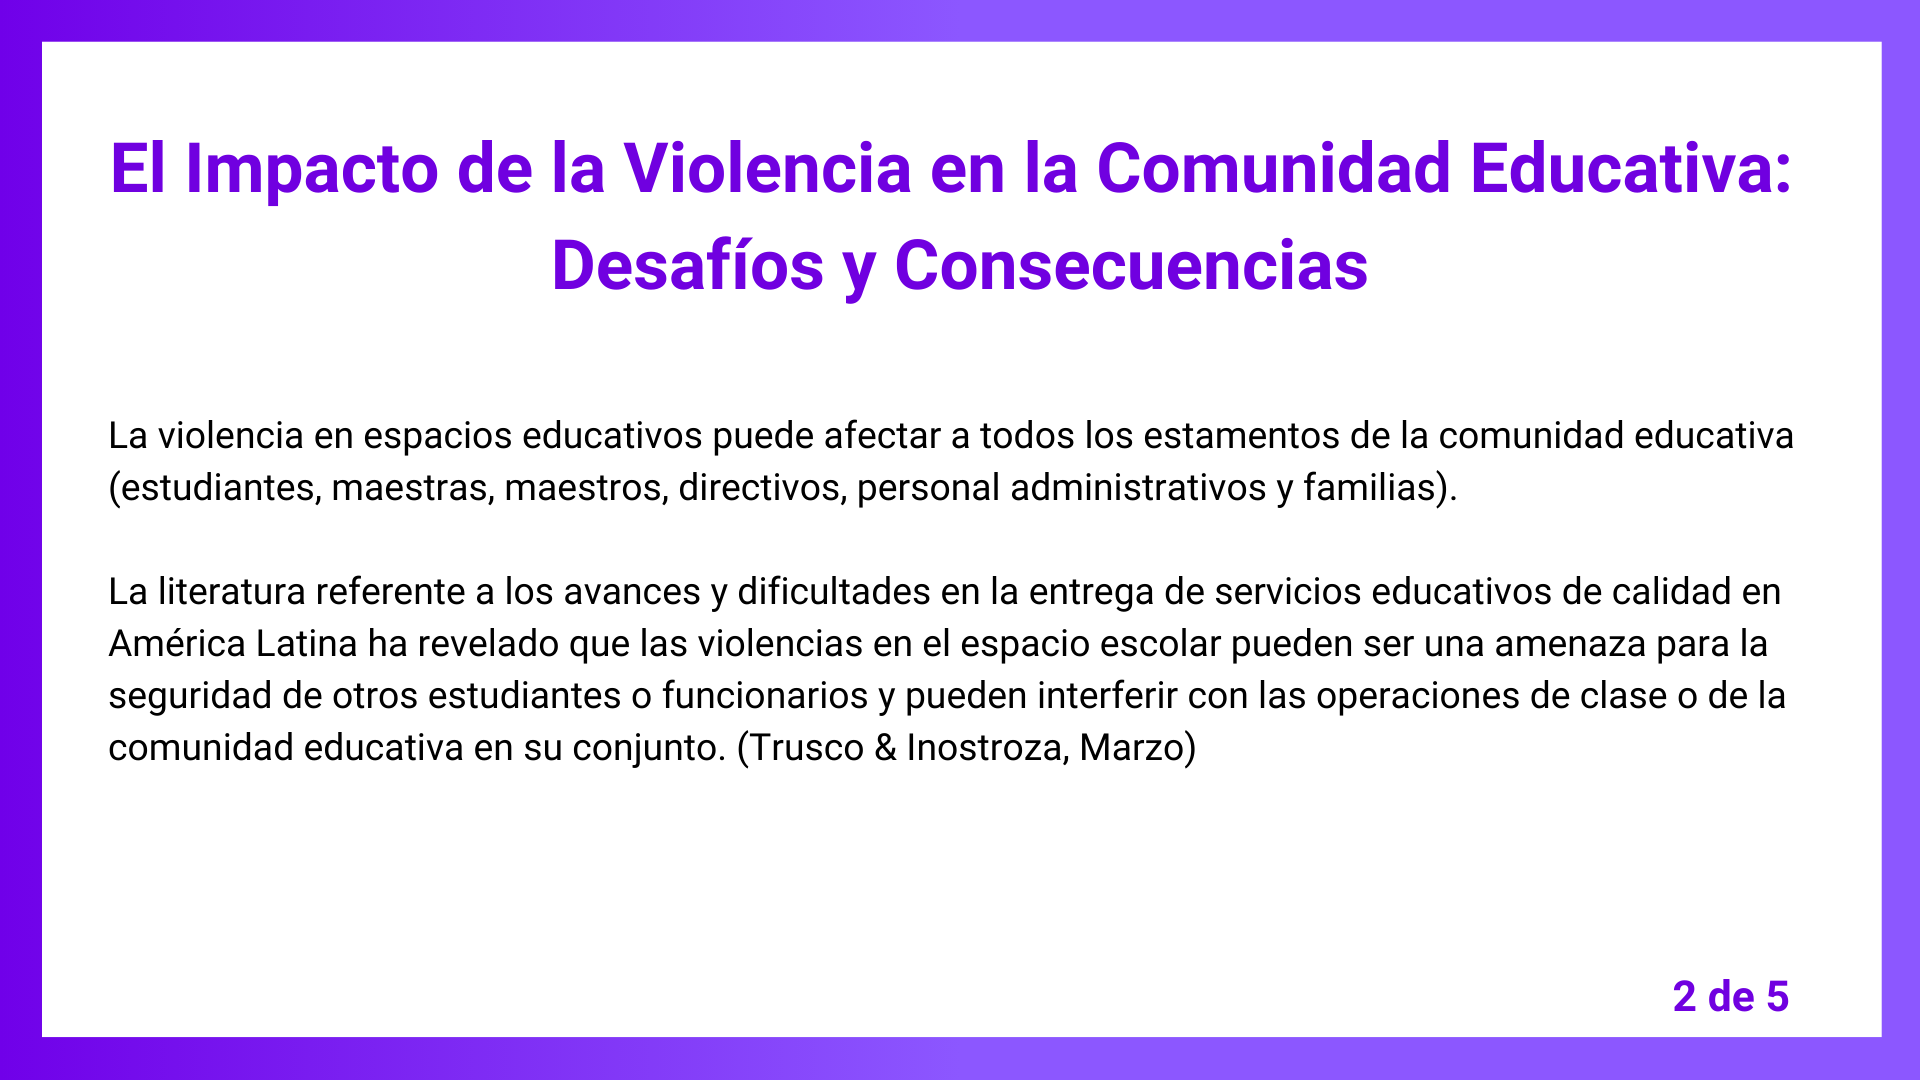 El Impacto de la Violencia en la Comunidad Educativa:
Desafíos y Consecuencias
La violencia en espacios educativos puede afectar a todos los estamentos de la comunidad educativa
(estudiantes, maestras, maestros, directivos, personal administrativos y familias).
La literatura referente a los avances y dificultades en la entrega de servicios educativos de calidad en
América Latina ha revelado que las violencias en el espacio escolar pueden ser una amenaza para la
seguridad de otros estudiantes o funcionarios y pueden interferir con las operaciones de clase o de la
comunidad educativa en su conjunto. (Trusco & Inostroza, Marzo)
2 de 5